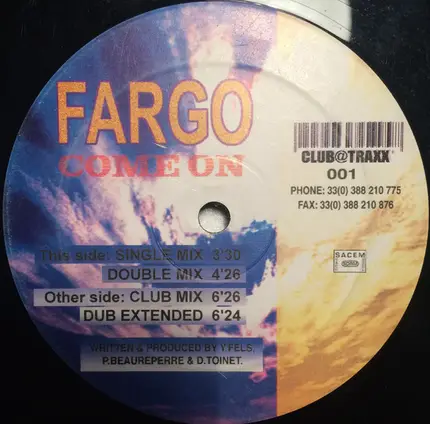 FARGO
COME ON
CLUB@TRAXX
001
PHONE: 33(0) 388 210 775
FAX: 33(0) 388 210 876
SACEM
This side: SINGLE MIX 3'30
DOUBLE MIX 4'26
Other side: CLUB MIX 6'26
DUB EXTENDED 6'24
WRITTEN & PRODUCED BY Y.FELS,
P.BEAUREPERRE & D.TOINET.